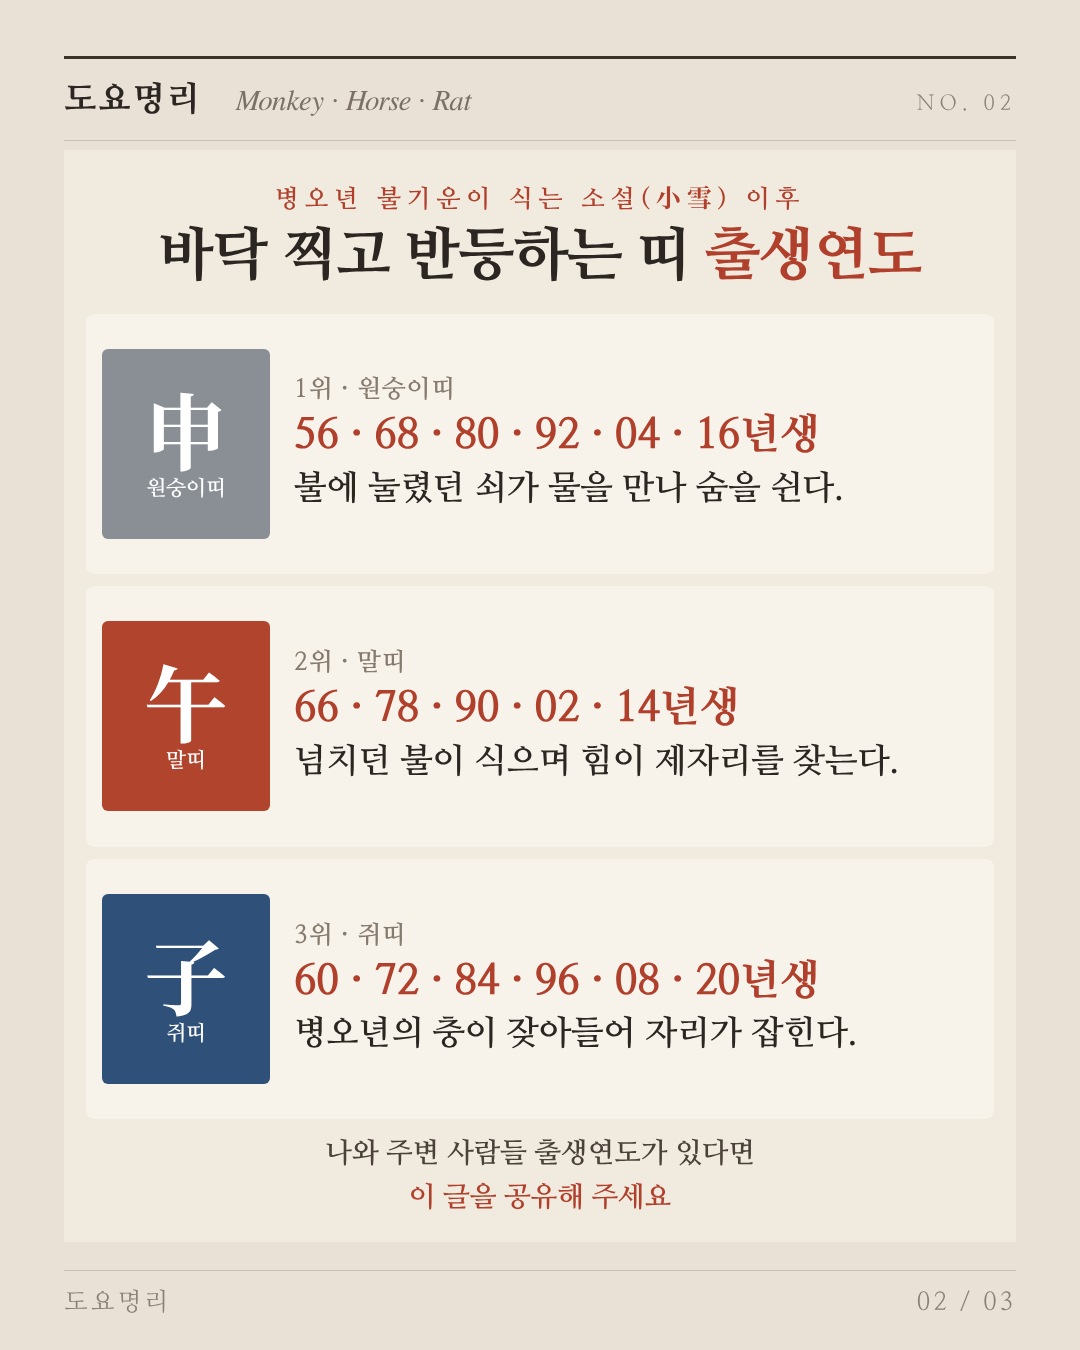 도요명리 Monkey · Horse · Rat NO. 02
병오년 불기운이 식는 소설(小雪) 이후
바닥 찍고 반등하는 띠 출생연도
申
원숭이띠
1위 · 원숭이띠
56 · 68 · 80 · 92 · 04 · 16년생
불에 눌렸던 쇠가 물을 만나 숨을 쉰다.
午
말띠
2위 · 말띠
66 · 78 · 90 · 02 · 14년생
넘치던 불이 식으며 힘이 제자리를 찾는다.
子
쥐띠
3위 · 쥐띠
60 · 72 · 84 · 96 · 08 · 20년생
병오년의 충이 잦아들어 자리가 잡힌다.
나와 주변 사람들 출생연도가 있다면
이 글을 공유해 주세요
도요명리 02 / 03